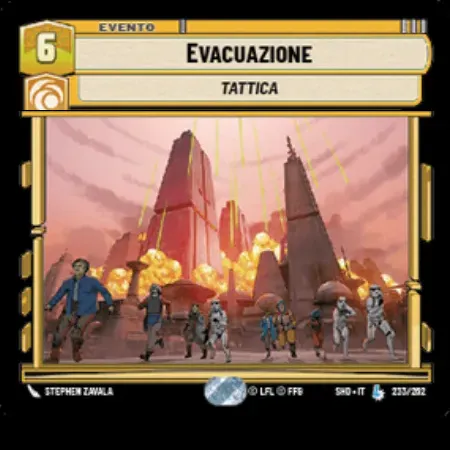 EVENTO
6
EVACUAZIONE
TATTICA
STEPHEN ZAVALA
© LFL © FFG
SHD • IT
233/262